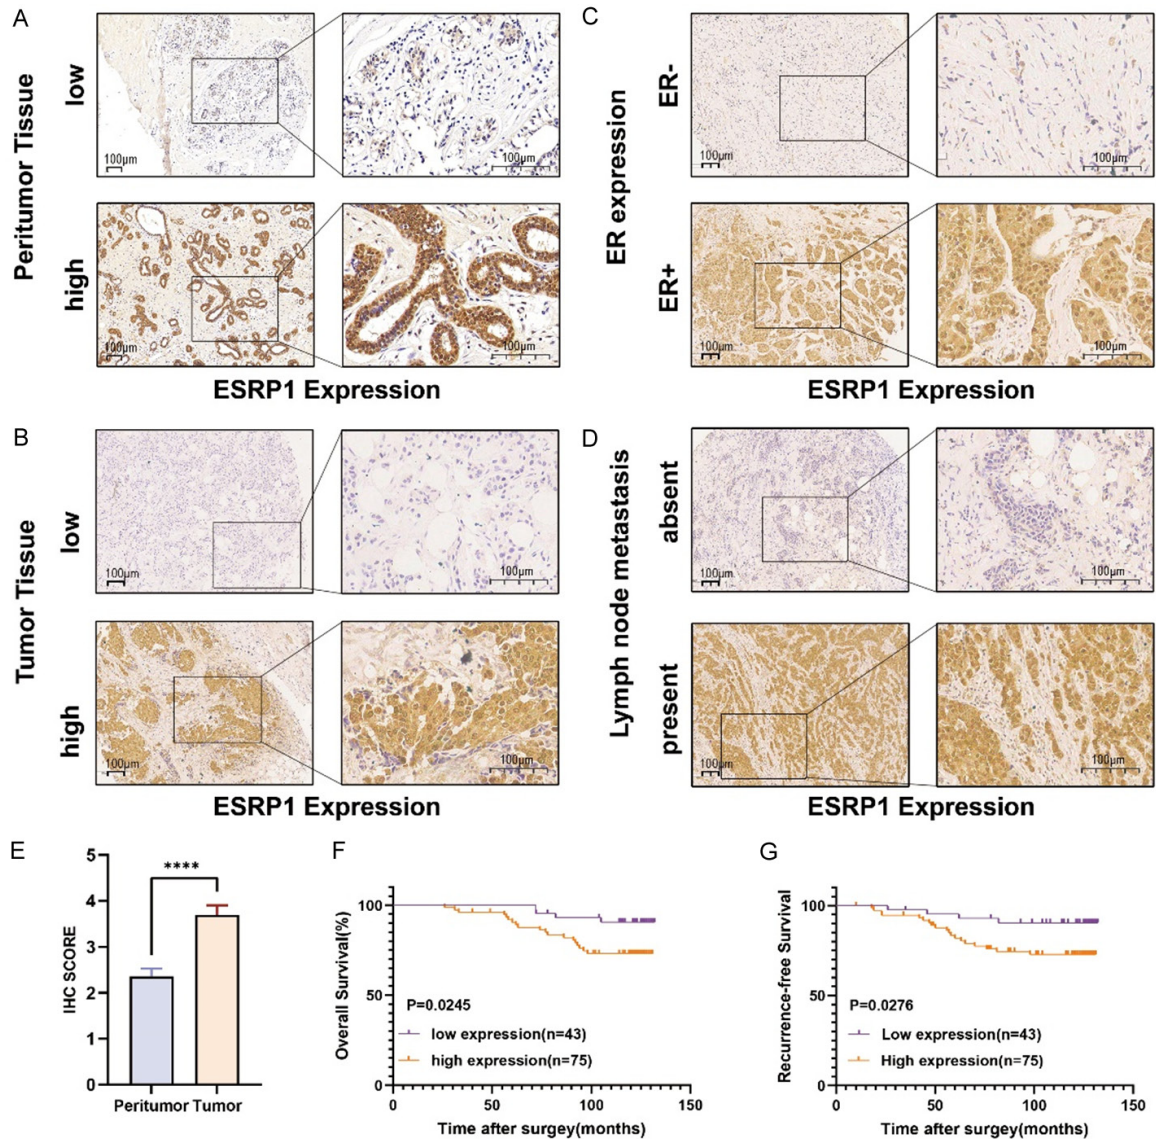 A
Peritumor Tissue
low
100μm
100μm
high
100μm
100μm
ESRP1 Expression
C
ER expression
ER-
100μm
100μm
ER+
100μm
100μm
ESRP1 Expression
B
Tumor Tissue
low
100μm
100μm
high
100μm
100μm
ESRP1 Expression
D
Lymph node metastasis
absent
100μm
100μm
present
100μm
100μm
ESRP1 Expression
E
IHC SCORE
5
4
3
2
1
0
****
Peritumor Tumor
F
Overall Survival(%)
100
50
0
P=0.0245
low expression(n=43)
high expression(n=75)
0 50 100 150
Time after surgey(months)
G
Recurrence-free Survival
100
50
0
P=0.0276
Low expression(n=43)
High expression(n=75)
0 50 100 150
Time after surgey(months)